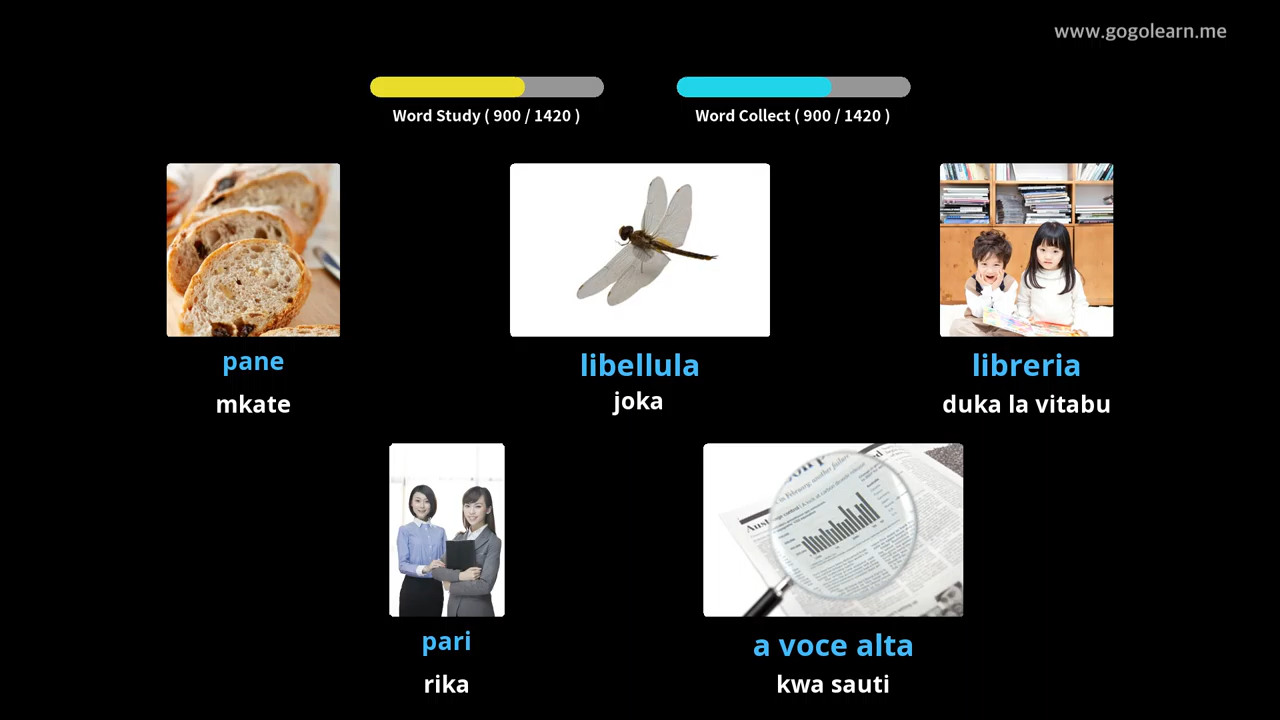 www.gogolearn.me
Word Study ( 900 / 1420 )
Word Collect ( 900 / 1420 )
pane
mkate
libellula
joka
libreria
duka la vitabu
pari
rika
a voce alta
kwa sauti